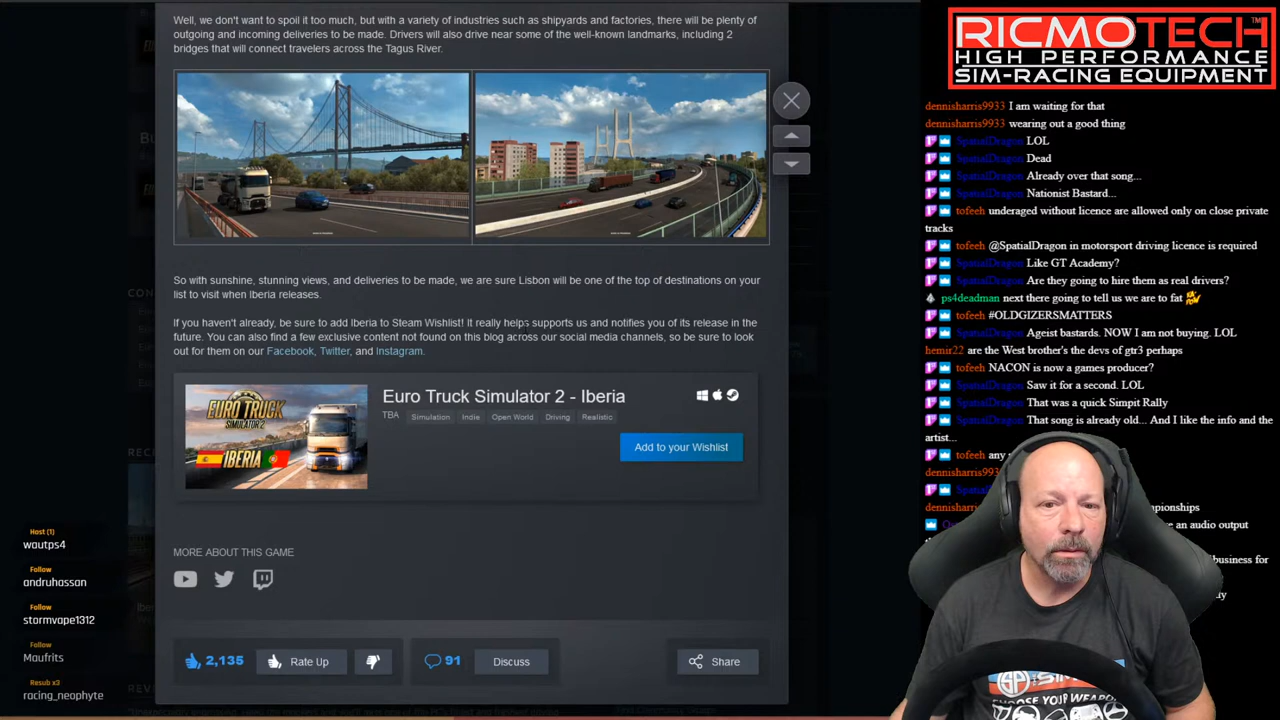 Well, we don't want to spoil it too much, but with a variety of industries such as shipyards and factories, there will be plenty of
outgoing and incoming deliveries to be made. Drivers will also drive near some of the well-known landmarks, including 2
bridges that will connect travelers across the Tagus River.
So with sunshine, stunning views, and deliveries to be made, we are sure Lisbon will be one of the top of destinations on your
list to visit when Iberia releases.
If you haven't already, be sure to add Iberia to Steam Wishlist! It really helps supports us and notifies you of its release in the
future. You can also find a few exclusive content not found on this blog across our social media channels, so be sure to look
out for them on our Facebook, Twitter, and Instagram.
EURO TRUCK
SIMULATOR 2
IBERIA
Euro Truck Simulator 2 - Iberia
TBA
Simulation
Indie
Open World
Driving
Realistic
Add to your Wishlist
MORE ABOUT THIS GAME
2,135
Rate Up
91
Discuss
Share
Host (1)
wautps4
Follow
andruhassan
Follow
stormvape1312
Follow
Maufrits
Resub x3
racing_neophyte
RICMOTECH™
HIGH PERFORMANCE
SIM-RACING EQUIPMENT
dennisharris9933 I am waiting for that
dennisharris9933 wearing out a good thing
SpatialDragon LOL
SpatialDragon Dead
SpatialDragon Already over that song...
SpatialDragon Nationist Bastard...
tofeeh underaged without licence are allowed only on close private
tracks
tofeeh @SpatialDragon in motorsport driving licence is required
SpatialDragon Like GT Academy?
SpatialDragon Are they going to hire them as real drivers?
ps4deadman next there going to tell us we are to fat
tofeeh #OLDGIZERSMATTERS
SpatialDragon Ageist bastards. NOW I am not buying. LOL
hemir22 are the West brother's the devs of gtr3 perhaps
tofeeh NACON is now a games producer?
SpatialDragon Saw it for a second. LOL
SpatialDragon That was a quick Simpit Rally
SpatialDragon That song is already old... And I like the info and the
artist...
tofeeh any
dennisharris993
Spatia
dennisharris
an audio output
business for
CHOOSE YOUR WEAPO